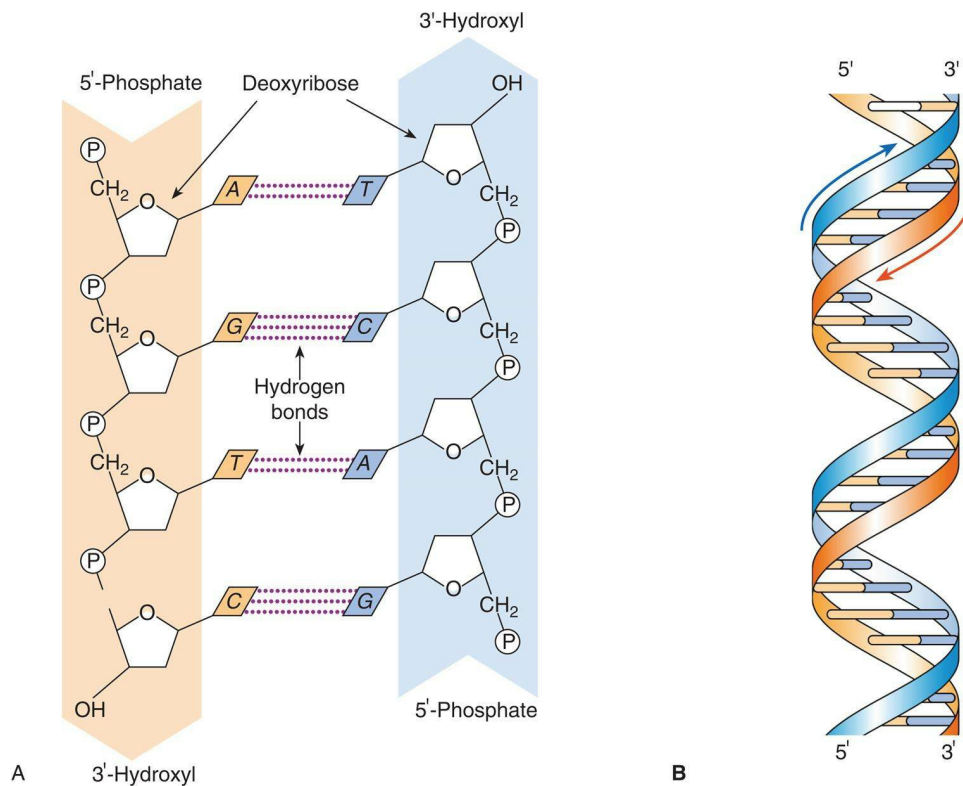 3'-Hydroxyl
5'-Phosphate
Deoxyribose
OH
P
CH2
O
A
T
O
CH2
P
P
CH2
O
G
C
O
CH2
P
Hydrogen
bonds
P
CH2
O
T
A
O
CH2
P
P
O
C
G
O
CH2
P
OH
5'-Phosphate
3'-Hydroxyl
A
5'
3'
5'
3'
B